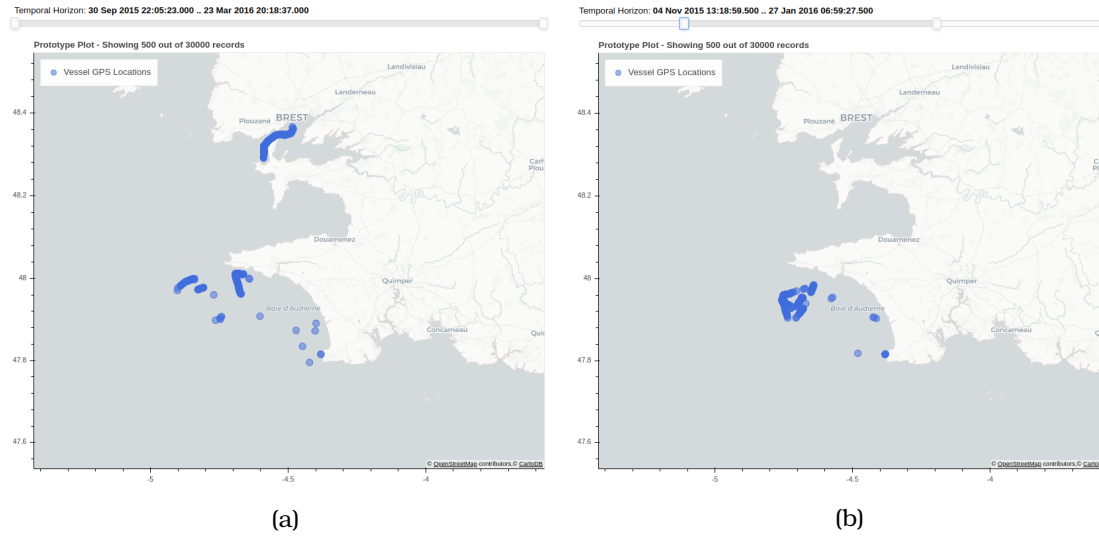 Temporal Horizon: 30 Sep 2015 22:05:23.000 .. 23 Mar 2016 20:18:37.000
Prototype Plot - Showing 500 out of 30000 records
Vessel GPS Locations
Landivisiau
Landerneau
BREST
Plouzané
Douarnenez
Quimper
Baie d'Audierne
Concarneau
48.4
48.2
48
47.8
47.6
-5
-4.5
-4
© OpenStreetMap contributors,© CartoDB
(a)
Temporal Horizon: 04 Nov 2015 13:18:59.500 .. 27 Jan 2016 06:59:27.500
Prototype Plot - Showing 500 out of 30000 records
Vessel GPS Locations
Landivisiau
Landerneau
BREST
Plouzané
Douarnenez
Quimper
Baie d'Audierne
Concarneau
48.4
48.2
48
47.8
47.6
-5
-4.5
-4
© OpenStreetMap contributors,© Carto
(b)